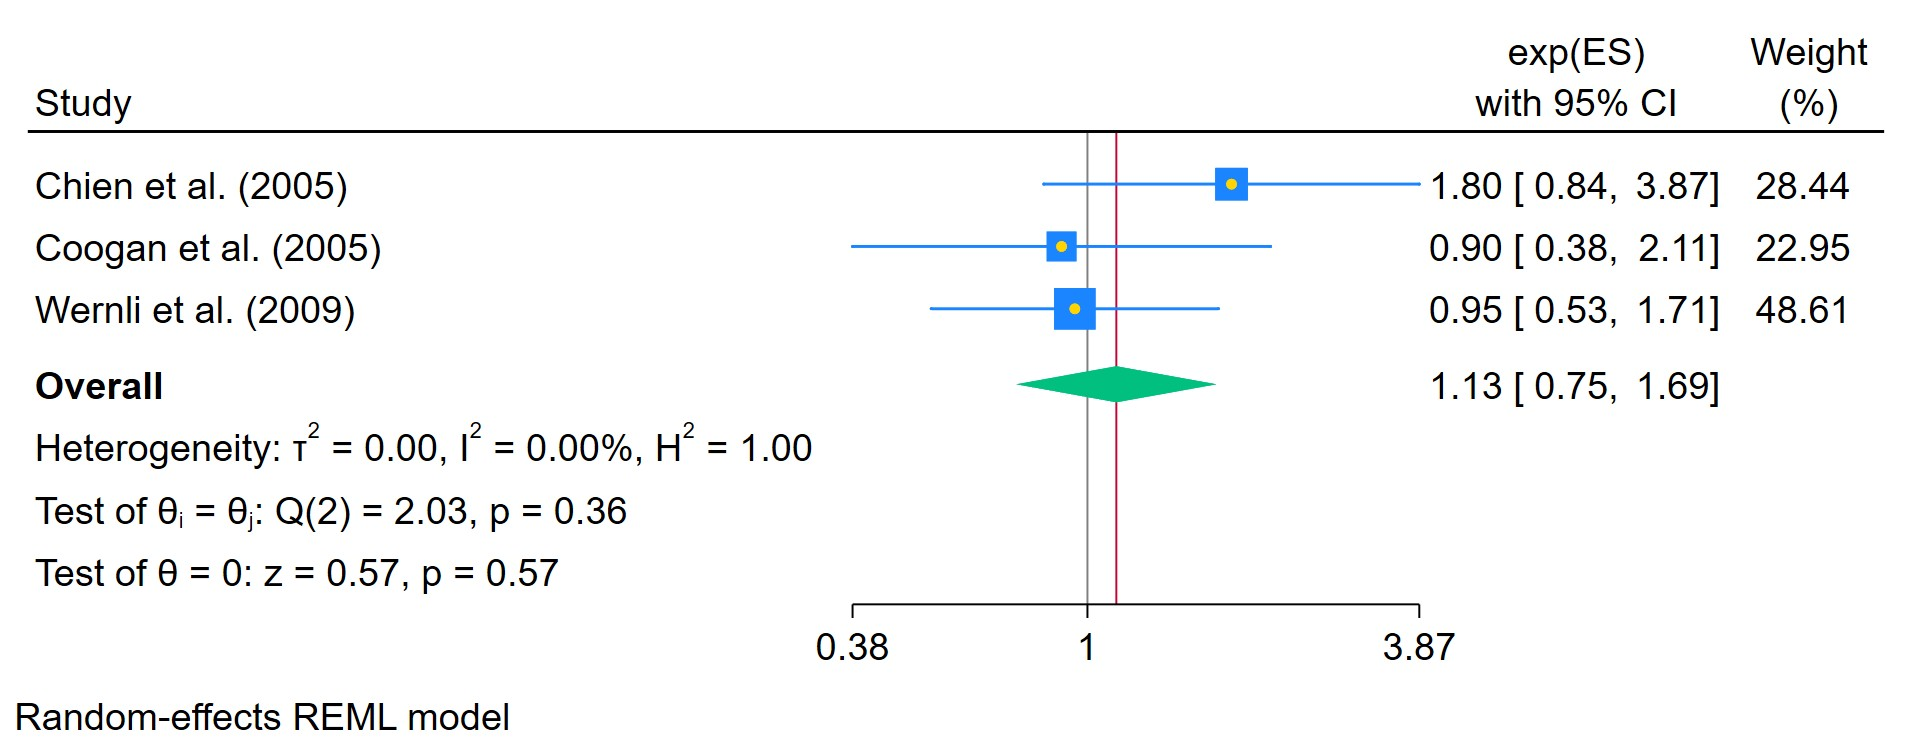 exp(ES) Weight
Study with 95% CI (%)
Chien et al. (2005) 1.80 [ 0.84, 3.87] 28.44
Coogan et al. (2005) 0.90 [ 0.38, 2.11] 22.95
Wernli et al. (2009) 0.95 [ 0.53, 1.71] 48.61
Overall 1.13 [ 0.75, 1.69]
Heterogeneity: τ² = 0.00, I² = 0.00%, H² = 1.00
Test of θᵢ = θⱼ: Q(2) = 2.03, p = 0.36
Test of θ = 0: z = 0.57, p = 0.57
0.38 1 3.87
Random-effects REML model